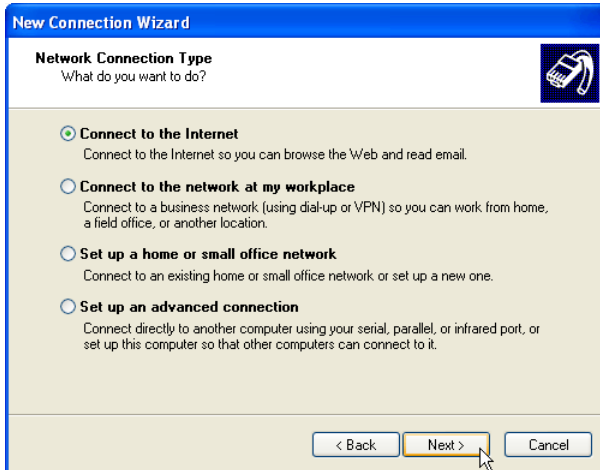 New Connection Wizard
Network Connection Type
What do you want to do?
Connect to the Internet
Connect to the Internet so you can browse the Web and read email.
Connect to the network at my workplace
Connect to a business network (using dial-up or VPN) so you can work from home,
a field office, or another location.
Set up a home or small office network
Connect to an existing home or small office network or set up a new one.
Set up an advanced connection
Connect directly to another computer using your serial, parallel, or infrared port, or
set up this computer so that other computers can connect to it.
< Back Next > Cancel